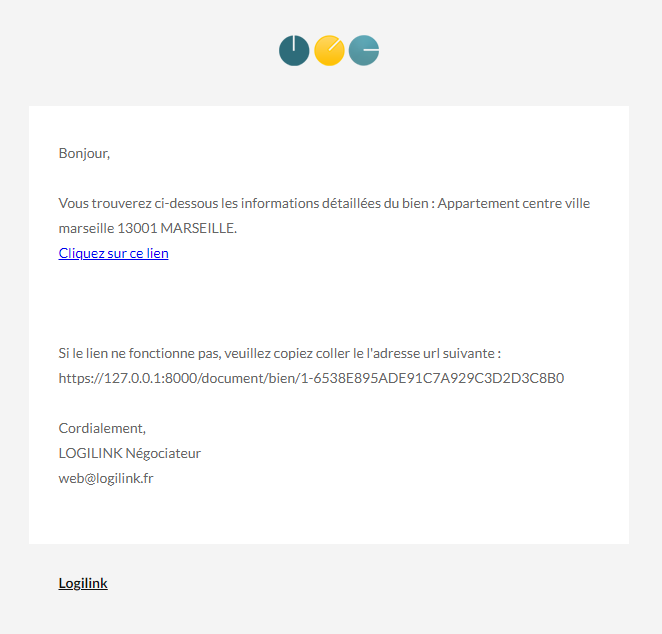 Bonjour,
Vous trouverez ci-dessous les informations détaillées du bien : Appartement centre ville
marseille 13001 MARSEILLE.
Cliquez sur ce lien
Si le lien ne fonctionne pas, veuillez copiez coller le l'adresse url suivante :
https://127.0.0.1:8000/document/bien/1-6538E895ADE91C7A929C3D2D3C8B0
Cordialement,
LOGILINK Négociateur
web@logilink.fr
Logilink